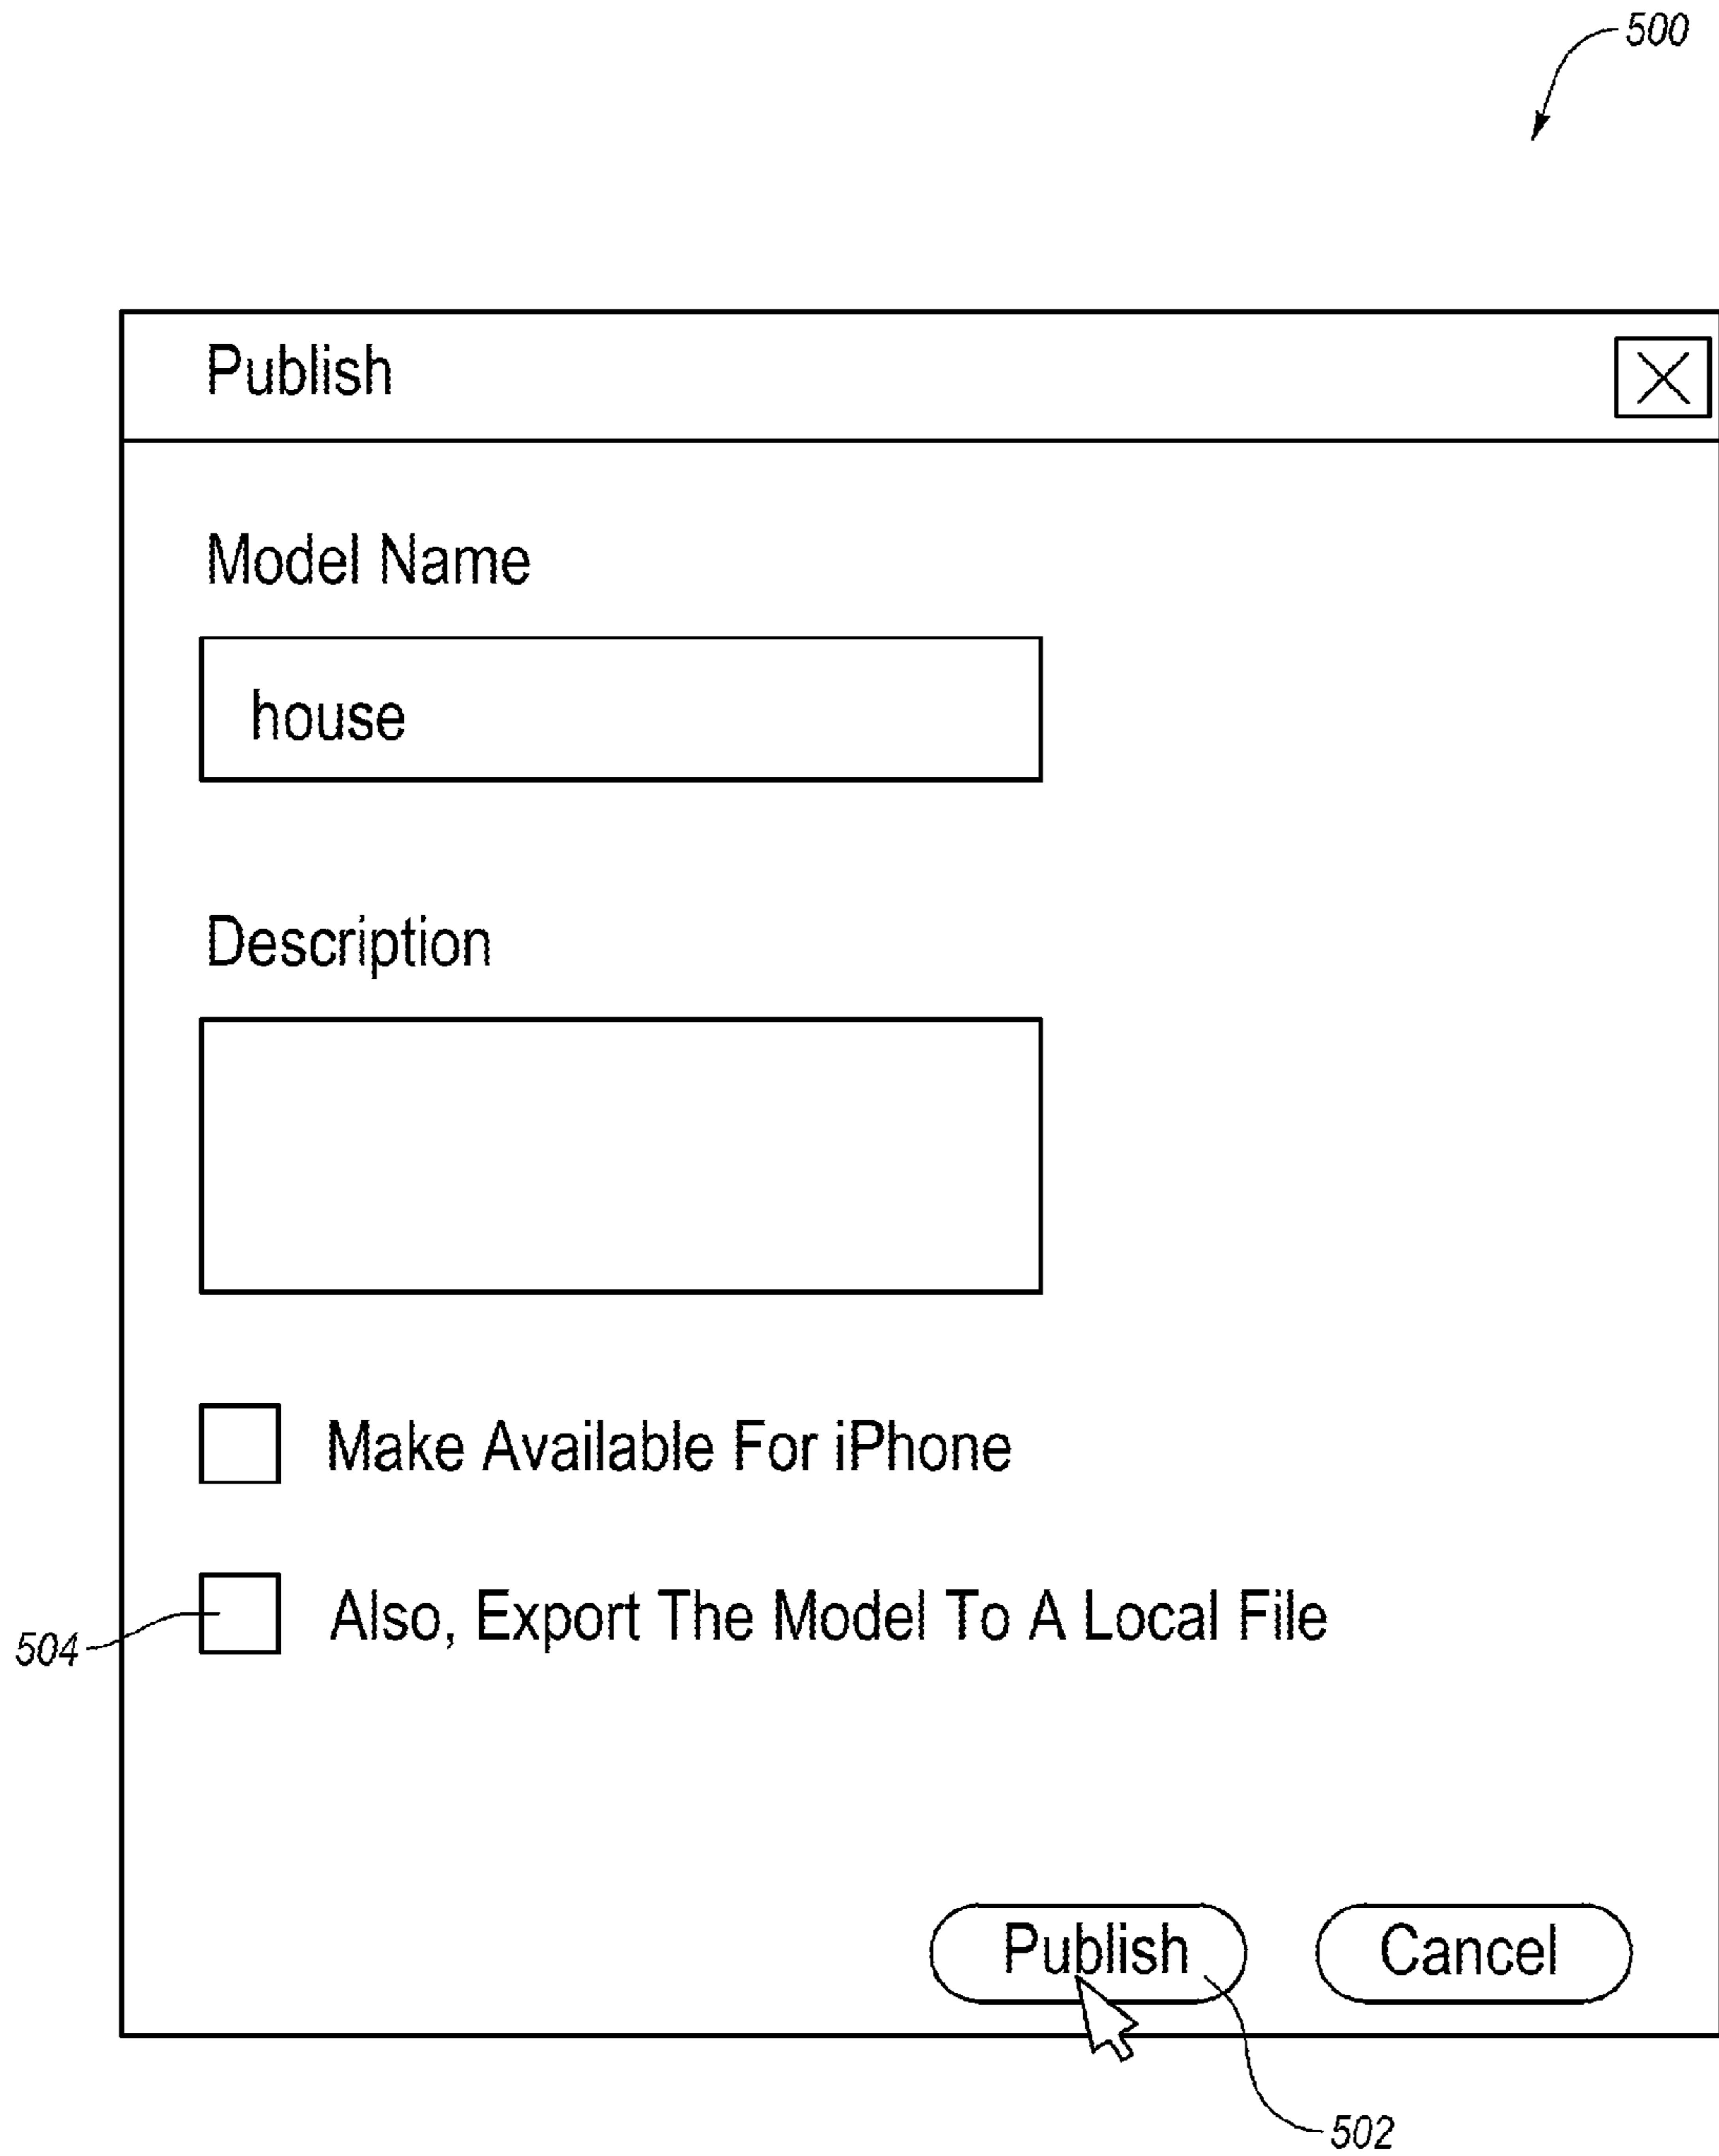 500
Publish
Model Name
house
Description
Make Available For iPhone
Also, Export The Model To A Local File
504
Publish Cancel
502